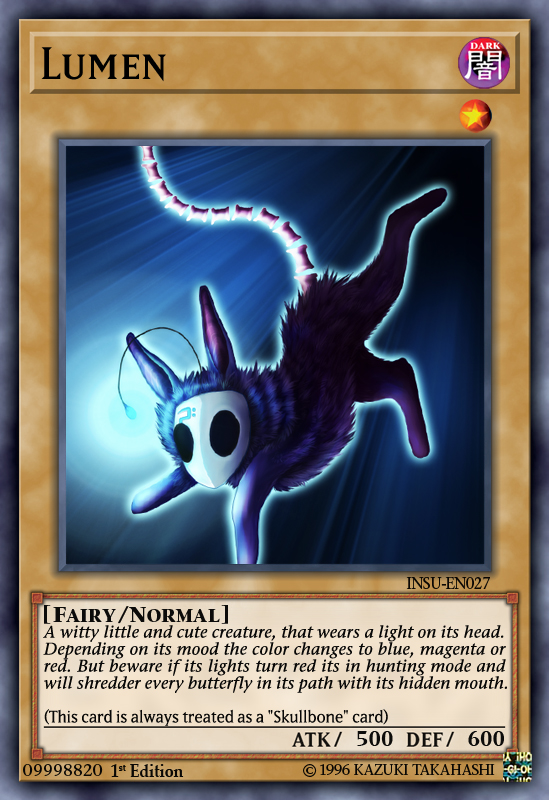 LUMEN
DARK
闇
INSU-EN027
[FAIRY/NORMAL]
A witty little and cute creature, that wears a light on its head.
Depending on its mood the color changes to blue, magenta or
red. But beware if its lights turn red its in hunting mode and
will shredder every butterfly in its path with its hidden mouth.
(This card is always treated as a "Skullbone" card)
ATK/ 500 DEF/ 600
09998820 1st Edition © 1996 KAZUKI TAKAHASHI